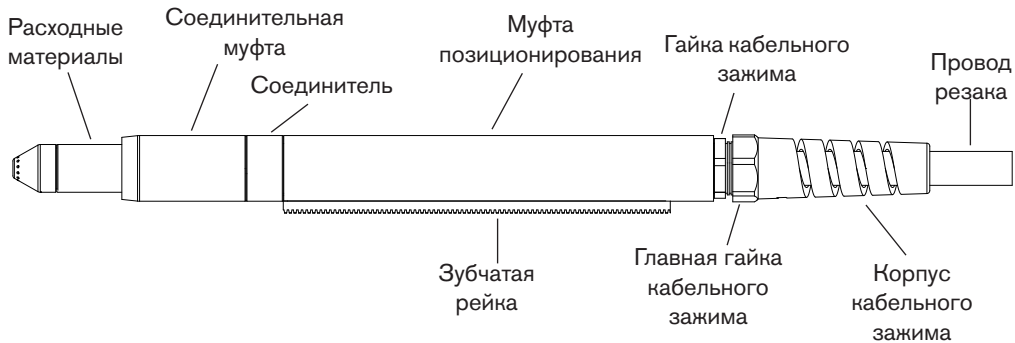 Расходные
материалы
Соединительная
муфта
Соединитель
Муфта
позиционирования
Гайка кабельного
зажима
Провод
резака
Зубчатая
рейка
Главная гайка
кабельного
зажима
Корпус
кабельного
зажима